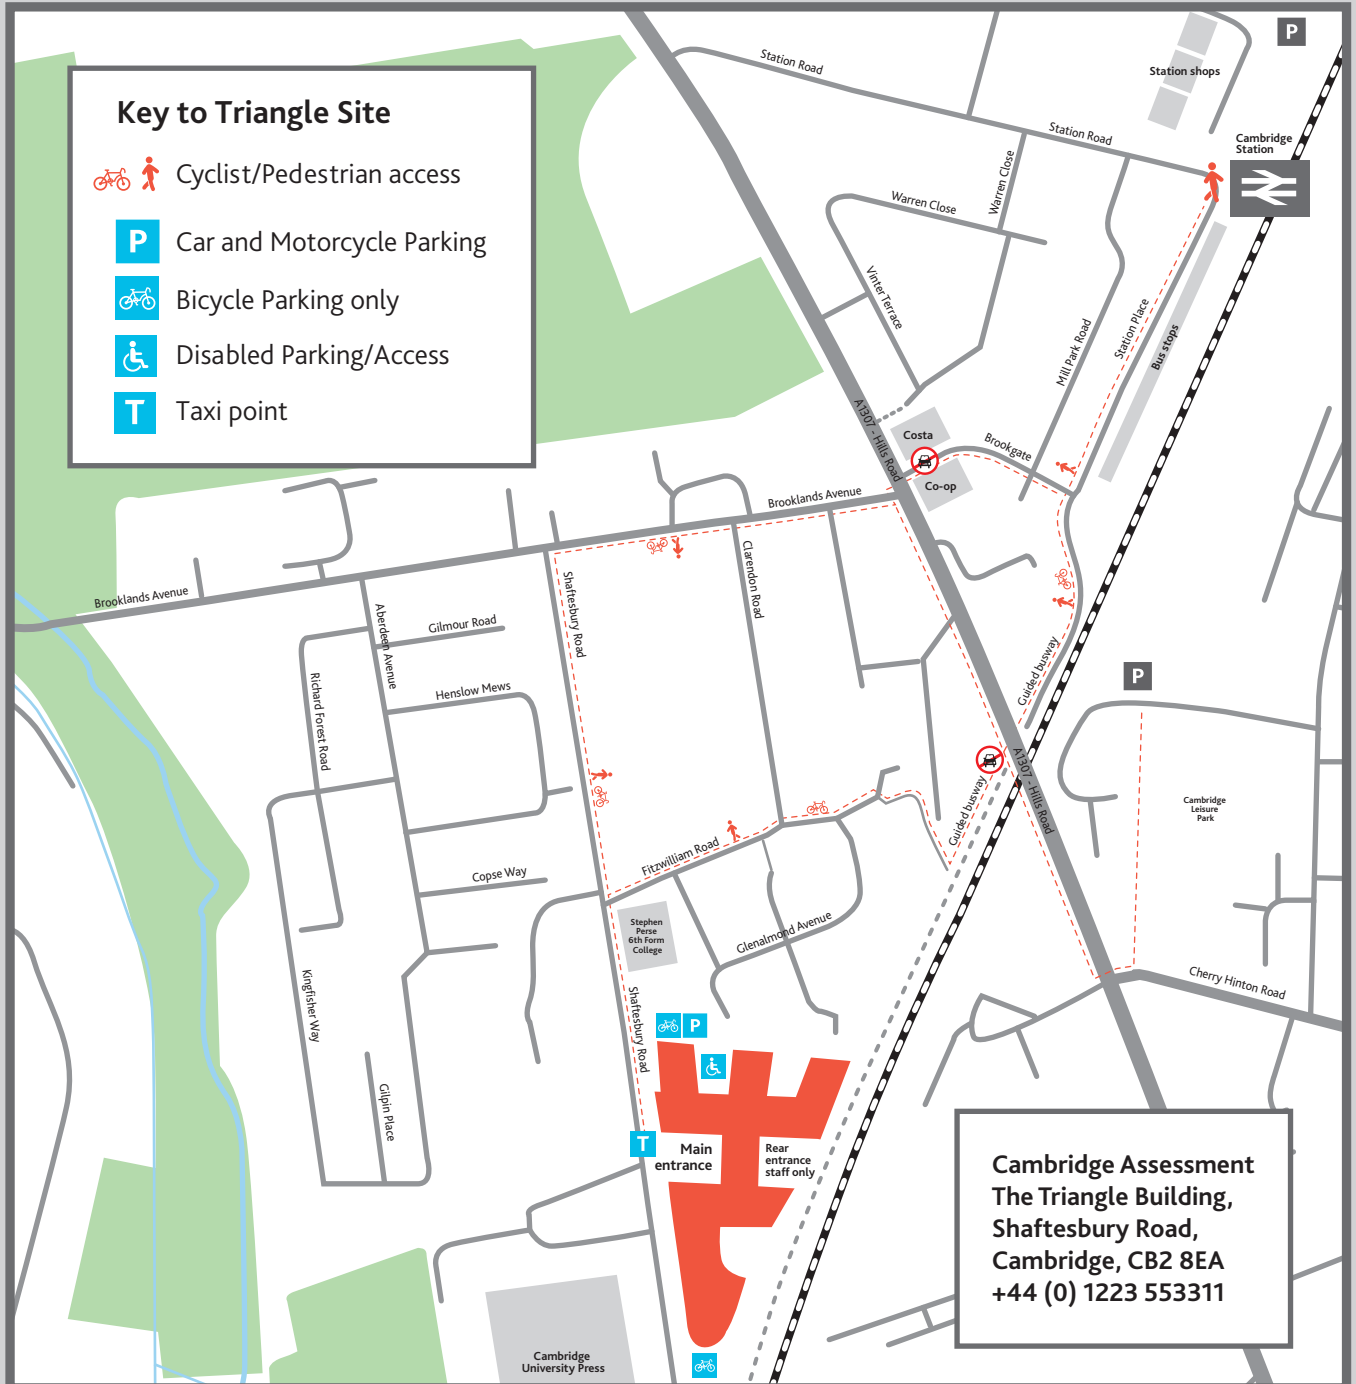 Key to Triangle Site
Cyclist/Pedestrian access
P
Car and Motorcycle Parking
Bicycle Parking only
Disabled Parking/Access
T
Taxi point
P
Station Road
Station shops
Station Road
Cambridge
Station
Warren Close
Warren Close
Vinter Terrace
Mill Park Road
Station Place
Bus stops
A1307 - Hills Road
Costa
Brookgate
Co-op
Brooklands Avenue
Brooklands Avenue
Shaftesbury Road
Clarendon Road
Aberdeen Avenue
Gilmour Road
Henslow Mews
Richard Forest Road
Guided busway
P
A1307 - Hills Road
Guided busway
Cambridge
Leisure
Park
Fitzwilliam Road
Copse Way
Stephen
Perse
6th Form
College
Glenalmond Avenue
Kingfisher Way
Cherry Hinton Road
Shaftesbury Road
P
Gilpin Place
T
Main
entrance
Rear
entrance
staff only
Cambridge Assessment
The Triangle Building,
Shaftesbury Road,
Cambridge, CB2 8EA
+44 (0) 1223 553311
Cambridge
University Press